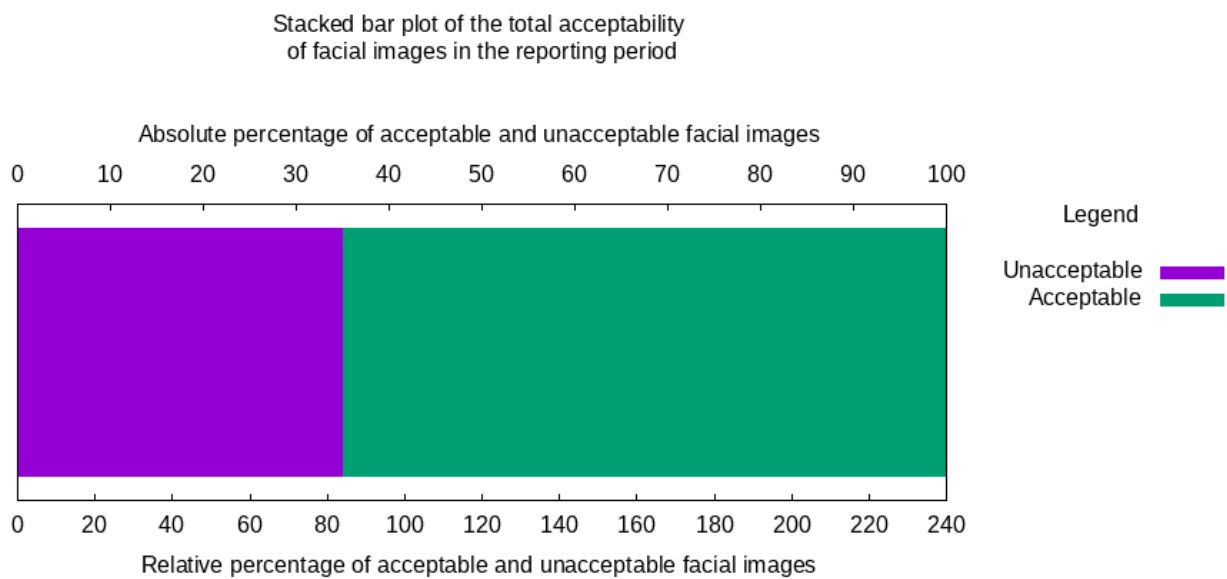 Stacked bar plot of the total acceptability
of facial images in the reporting period
Absolute percentage of acceptable and unacceptable facial images
0 10 20 30 40 50 60 70 80 90 100
Legend
Unacceptable
Acceptable
0 20 40 60 80 100 120 140 160 180 200 220 240
Relative percentage of acceptable and unacceptable facial images